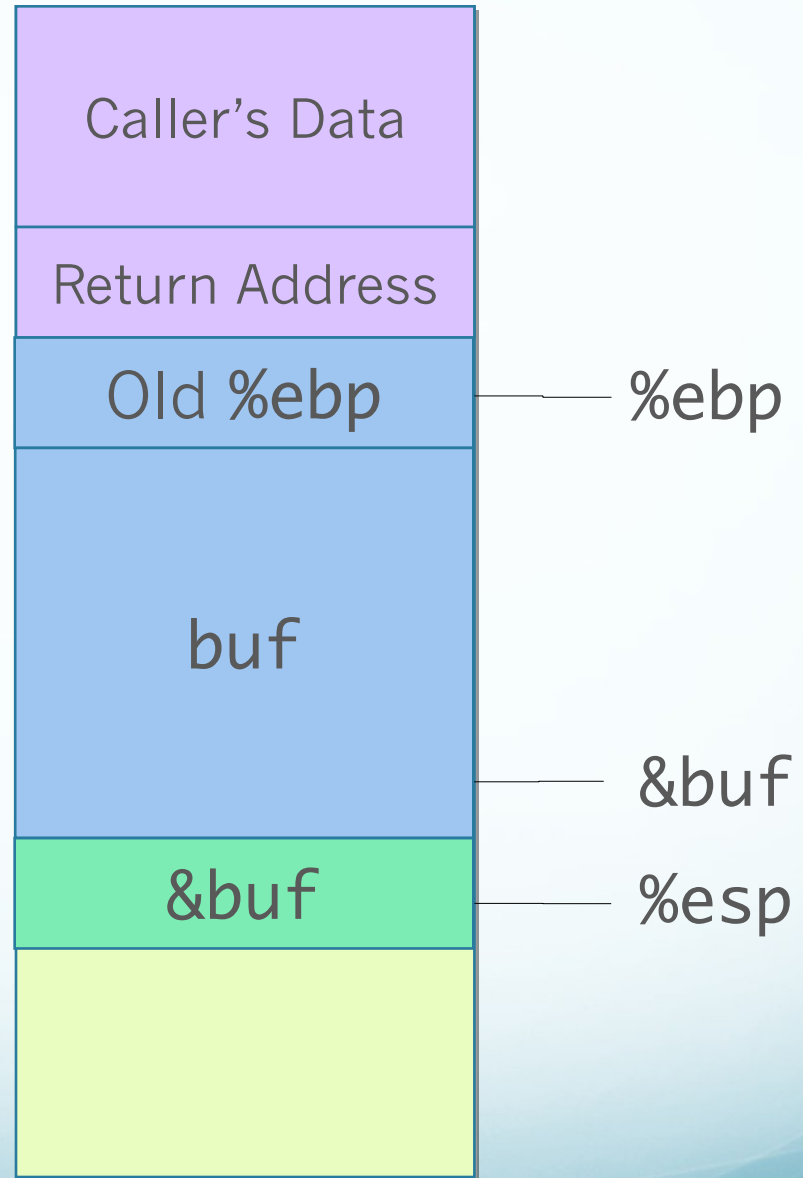 Caller’s Data
Return Address
Old %ebp
%ebp
buf
&buf
&buf
%esp